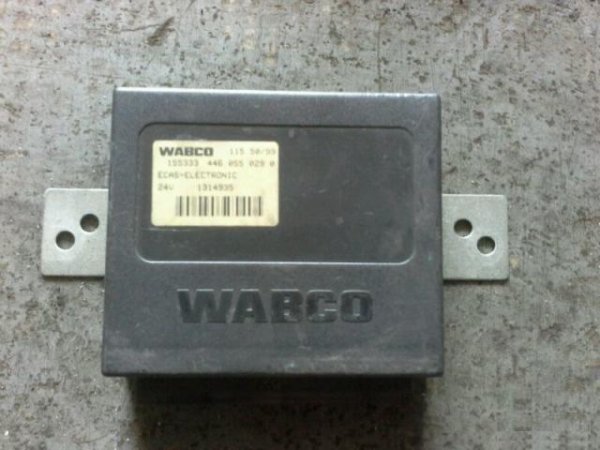 WABCO 115 50/99
155333 446 055 029 0
ECAS-ELECTRONIC
24V 1314935
WABCO